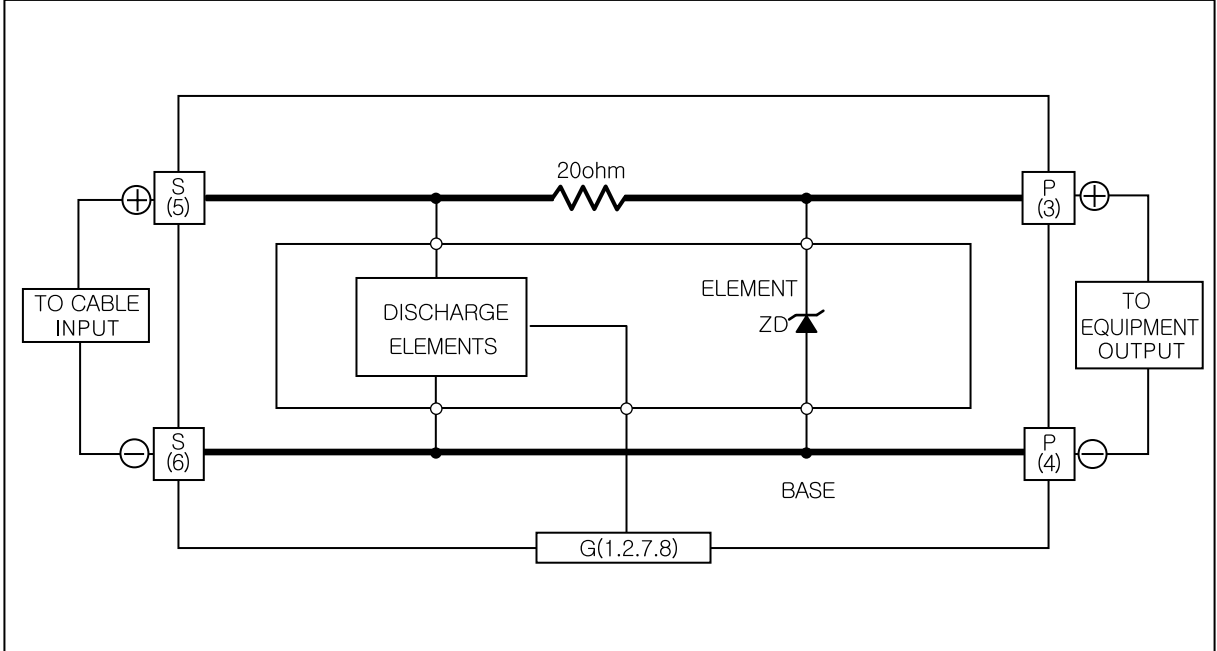 20ohm
S
(5)
P
(3)
TO CABLE
INPUT
DISCHARGE
ELEMENTS
ELEMENT
ZD
TO
EQUIPMENT
OUTPUT
S
(6)
P
(4)
BASE
G(1.2.7.8)